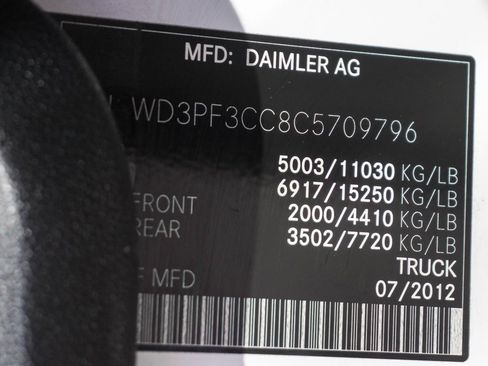 MFD: DAIMLER AG
WD3PF3CC8C5709796
5003/11030 KG/LB
6917/15250 KG/LB
FRONT 2000/4410 KG/LB
REAR 3502/7720 KG/LB
TRUCK
OF MFD 07/2012